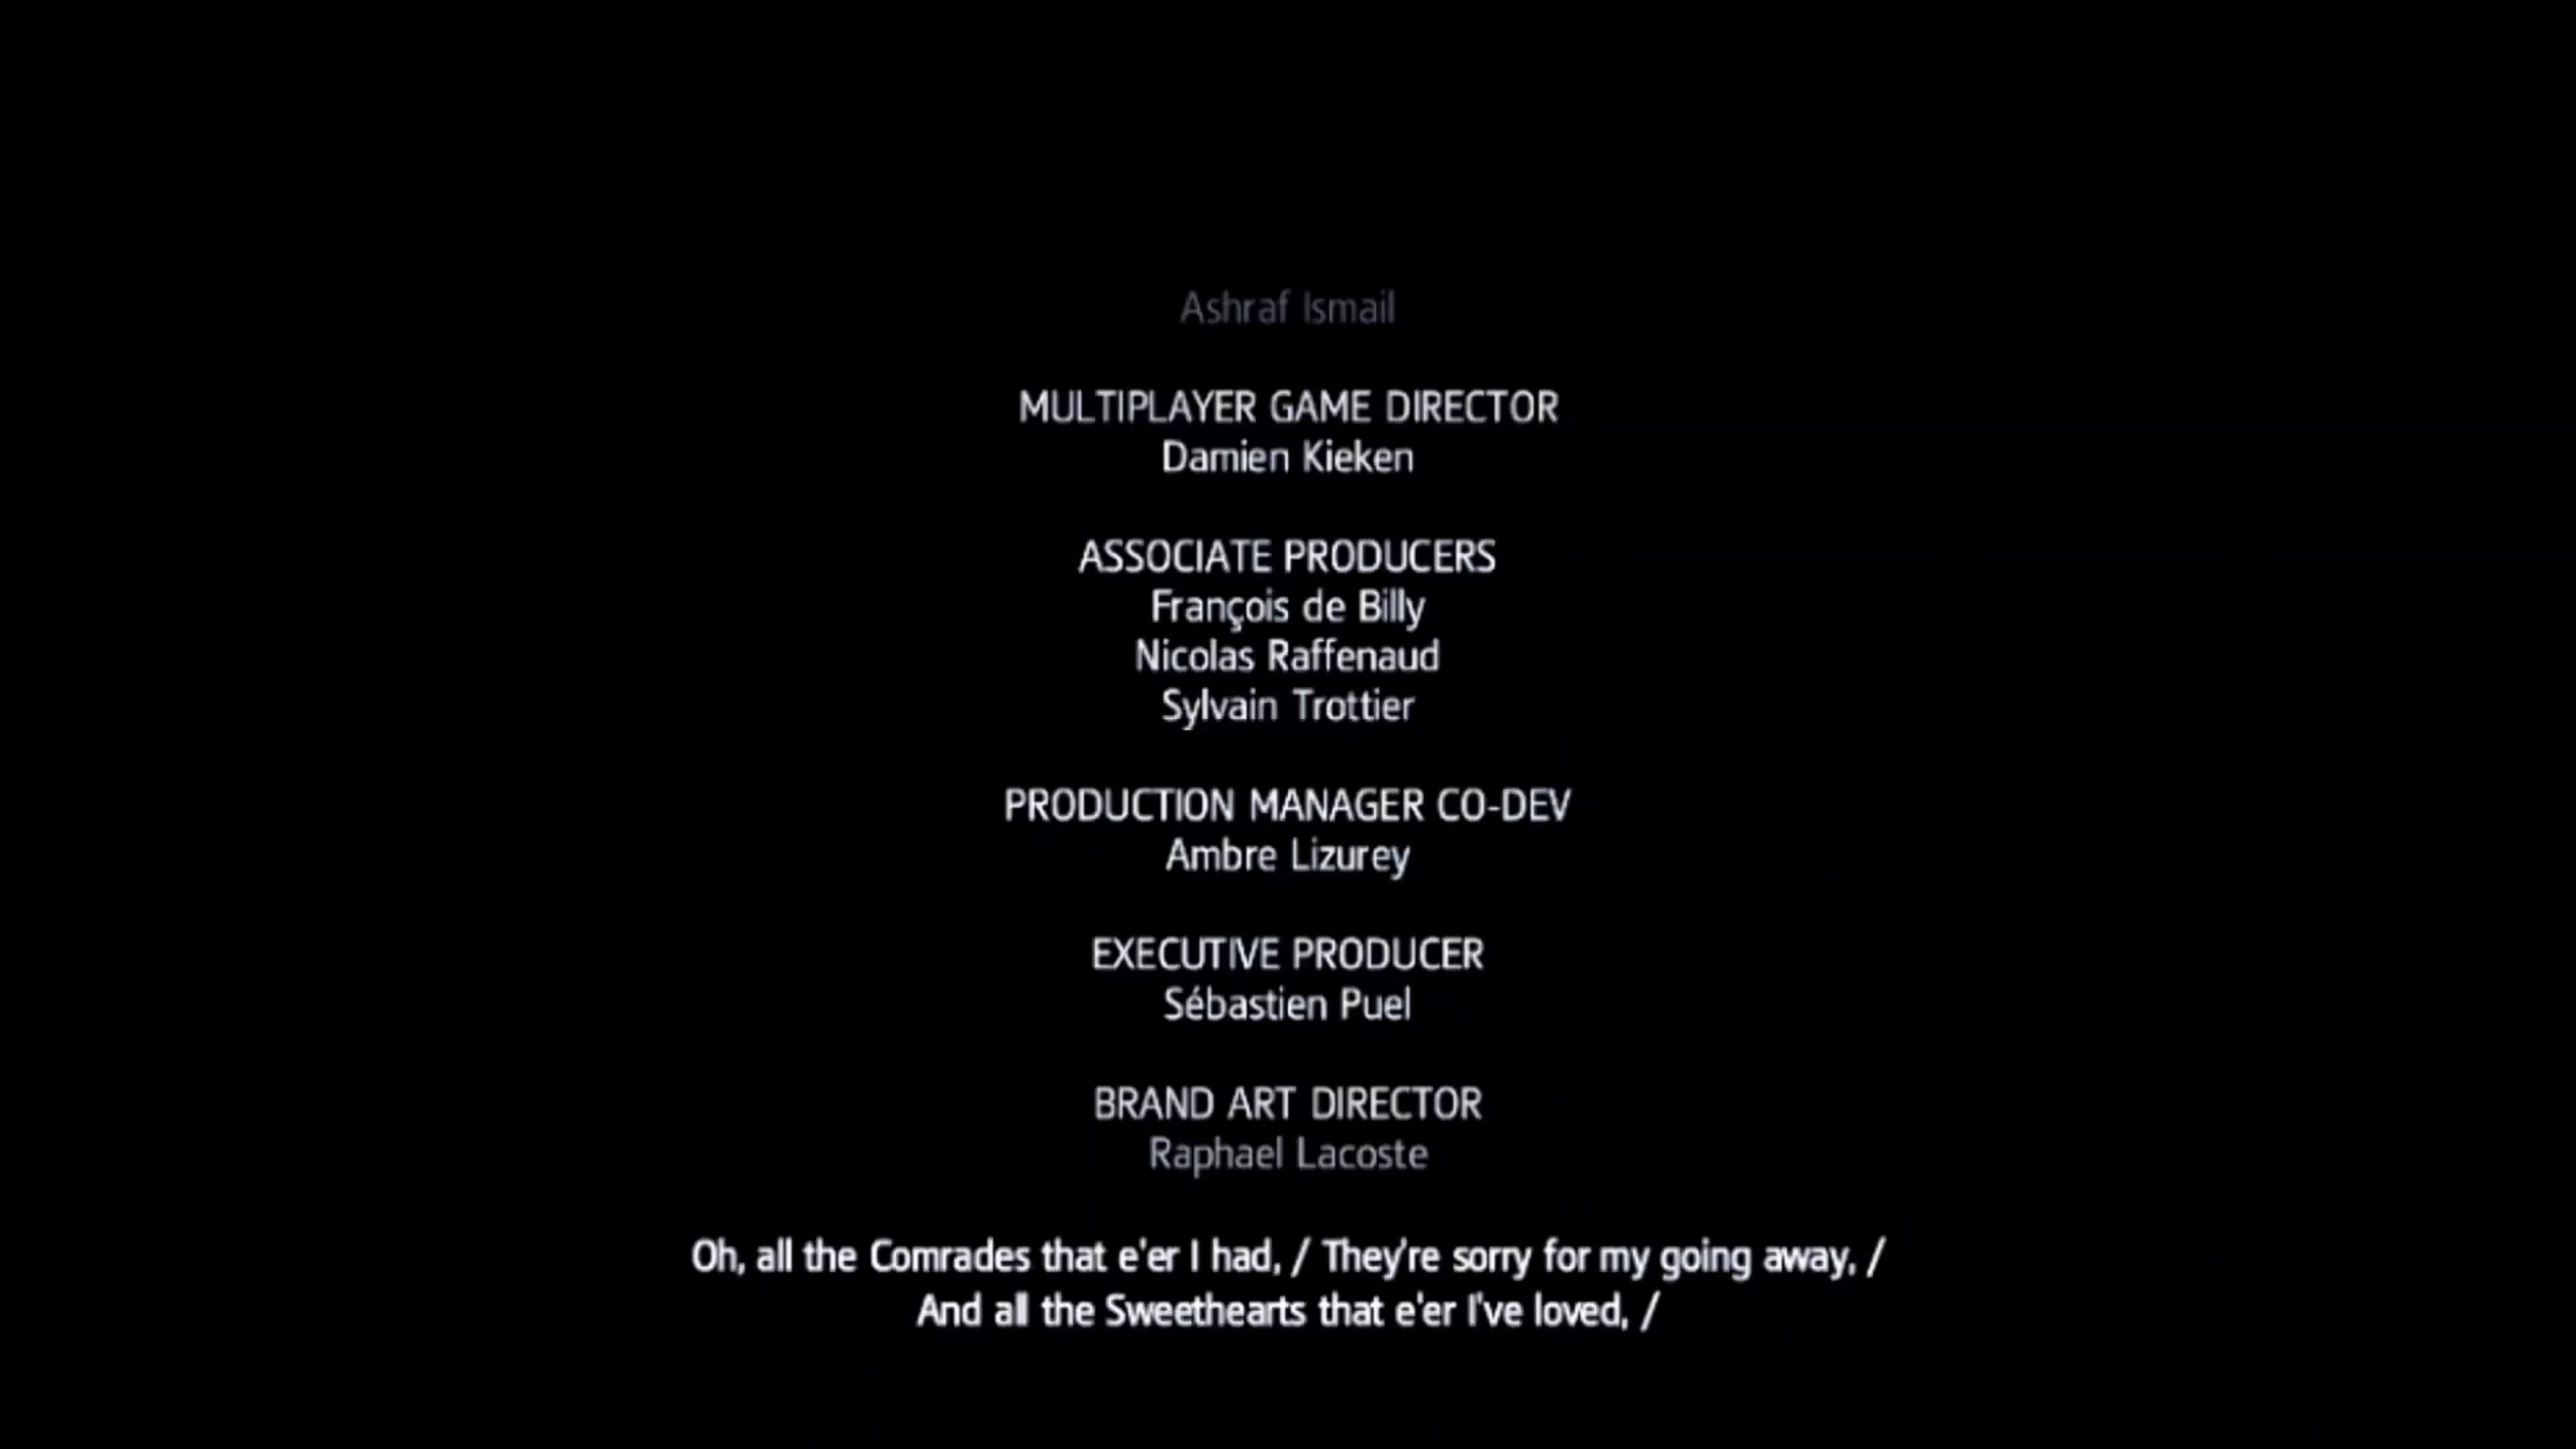 Ashraf Ismail
MULTIPLAYER GAME DIRECTOR
Damien Kieken
ASSOCIATE PRODUCERS
François de Billy
Nicolas Raffenaud
Sylvain Trottier
PRODUCTION MANAGER CO-DEV
Ambre Lizurey
EXECUTIVE PRODUCER
Sébastien Puel
BRAND ART DIRECTOR
Raphael Lacoste
Oh, all the Comrades that e'er I had, / They're sorry for my going away, /
And all the Sweethearts that e'er I've loved, /